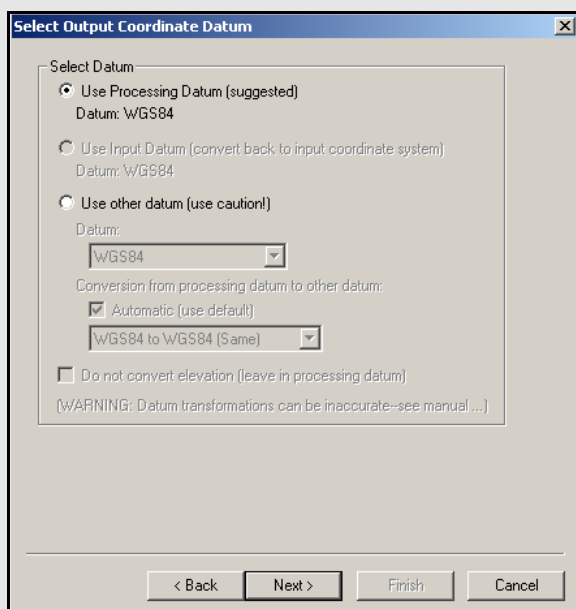 Select Output Coordinate Datum
Select Datum
Use Processing Datum (suggested)
Datum: WGS84
Use Input Datum (convert back to input coordinate system)
Datum: WGS84
Use other datum (use caution!)
Datum:
WGS84
Conversion from processing datum to other datum:
Automatic (use default)
WGS84 to WGS84 (Same)
Do not convert elevation (leave in processing datum)
(WARNING: Datum transformations can be inaccurate--see manual ...)
< Back Next > Finish Cancel